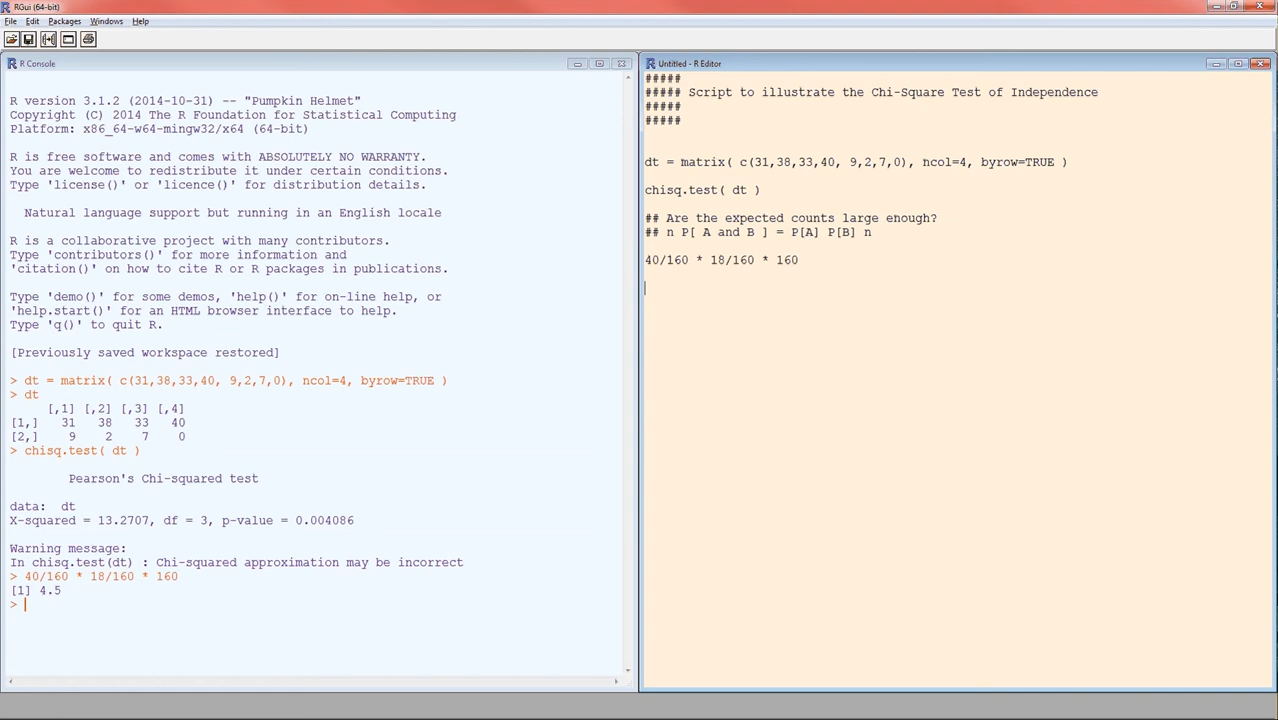 RGui (64-bit)
File Edit Packages Windows Help
R Console
R version 3.1.2 (2014-10-31) -- "Pumpkin Helmet"
Copyright (C) 2014 The R Foundation for Statistical Computing
Platform: x86_64-w64-mingw32/x64 (64-bit)
R is free software and comes with ABSOLUTELY NO WARRANTY.
You are welcome to redistribute it under certain conditions.
Type 'license()' or 'licence()' for distribution details.
Natural language support but running in an English locale
R is a collaborative project with many contributors.
Type 'contributors()' for more information and
'citation()' on how to cite R or R packages in publications.
Type 'demo()' for some demos, 'help()' for on-line help, or
'help.start()' for an HTML browser interface to help.
Type 'q()' to quit R.
[Previously saved workspace restored]
> dt = matrix( c(31,38,33,40, 9,2,7,0), ncol=4, byrow=TRUE )
> dt
[,1] [,2] [,3] [,4]
[1,] 31 38 33 40
[2,] 9 2 7 0
> chisq.test( dt )
Pearson's Chi-squared test
data: dt
X-squared = 13.2707, df = 3, p-value = 0.004086
Warning message:
In chisq.test(dt) : Chi-squared approximation may be incorrect
> 40/160 * 18/160 * 160
[1] 4.5
>
Untitled - R Editor
#####
##### Script to illustrate the Chi-Square Test of Independence
#####
#####
dt = matrix( c(31,38,33,40, 9,2,7,0), ncol=4, byrow=TRUE )
chisq.test( dt )
## Are the expected counts large enough?
## n P[ A and B ] = P[A] P[B] n
40/160 * 18/160 * 160